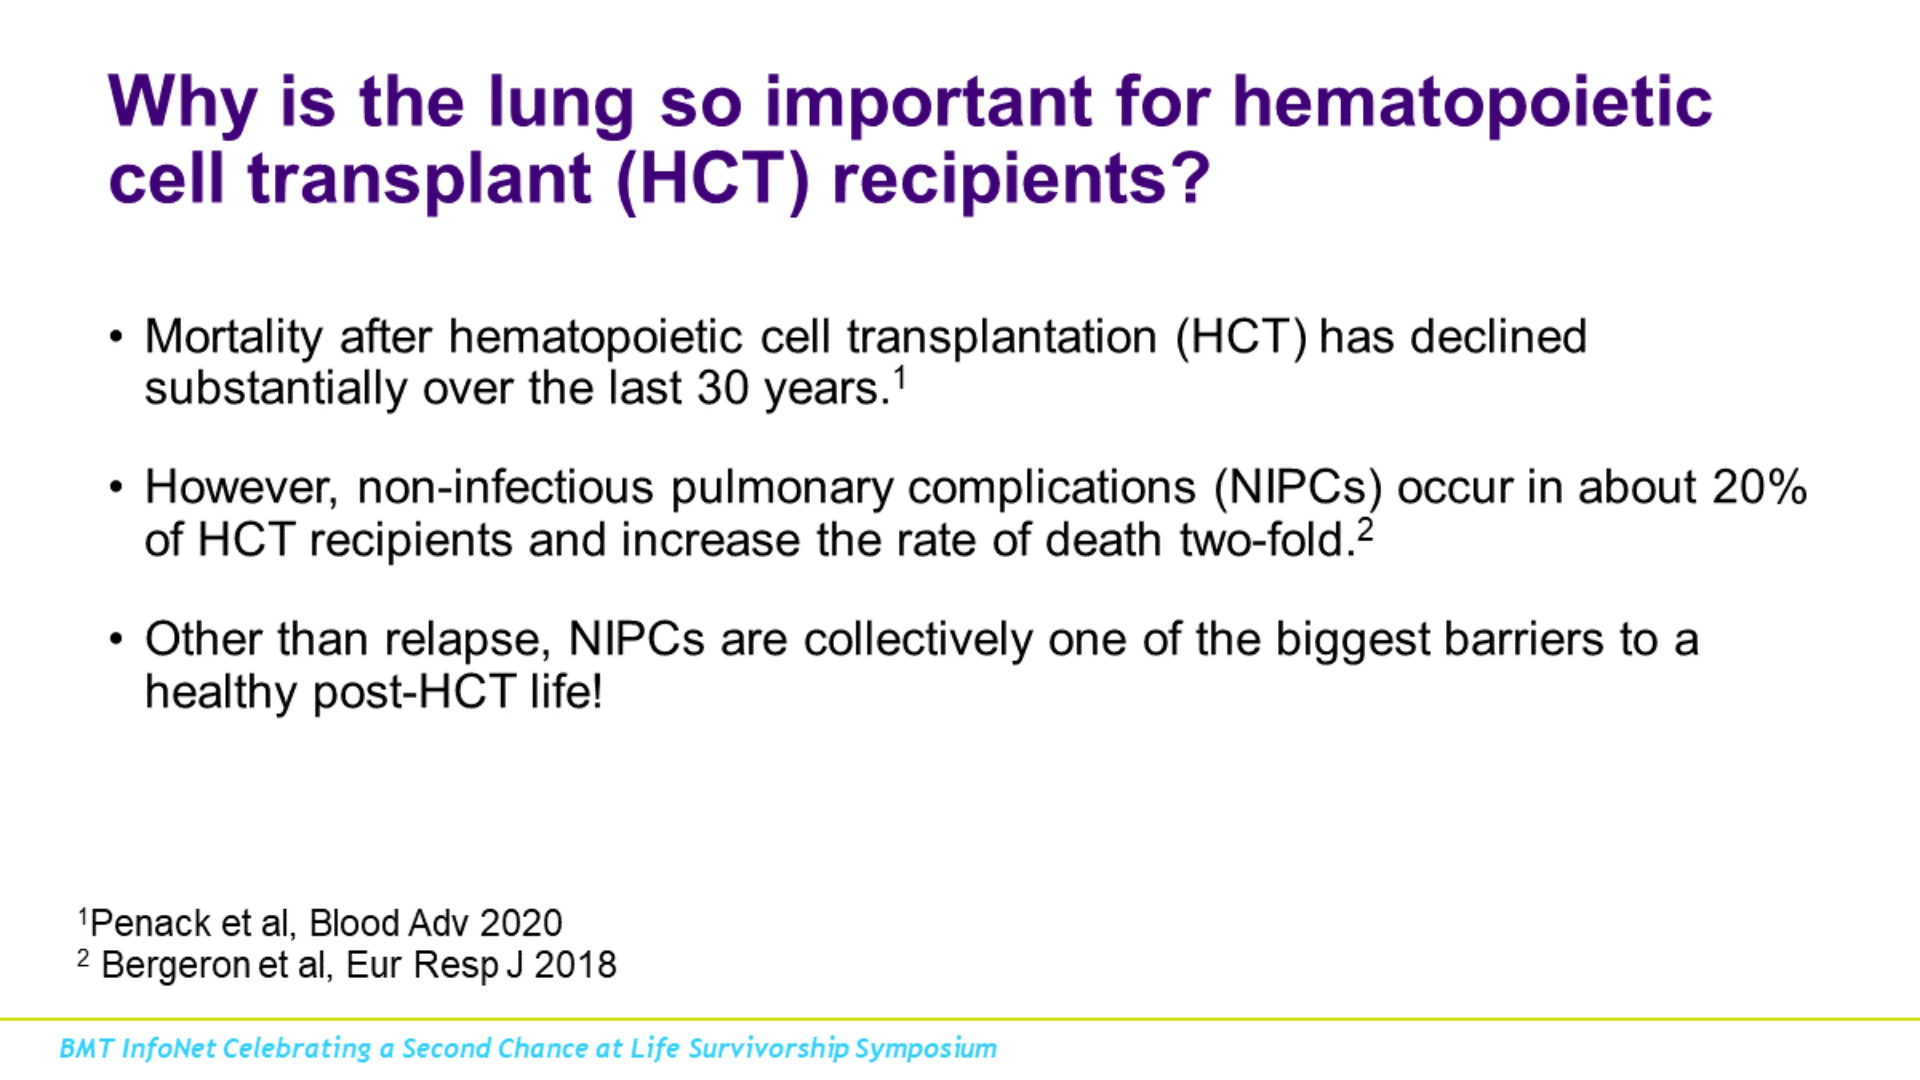 Why is the lung so important for hematopoietic
cell transplant (HCT) recipients?
• Mortality after hematopoietic cell transplantation (HCT) has declined
substantially over the last 30 years.¹
• However, non-infectious pulmonary complications (NIPCs) occur in about 20%
of HCT recipients and increase the rate of death two-fold.²
• Other than relapse, NIPCs are collectively one of the biggest barriers to a
healthy post-HCT life!
¹Penack et al, Blood Adv 2020
² Bergeron et al, Eur Resp J 2018
BMT InfoNet Celebrating a Second Chance at Life Survivorship Symposium